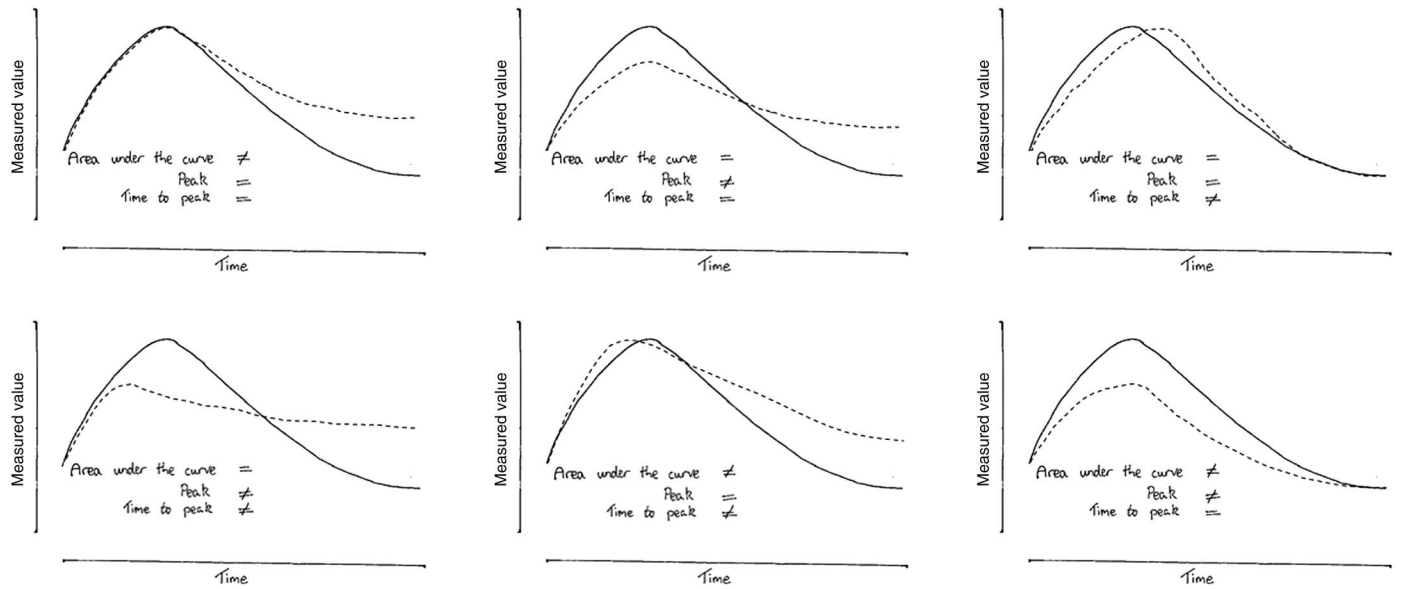 Measured value
Area under the curve ≠
Peak =
Time to peak =
Time
Measured value
Area under the curve =
Peak ≠
Time to peak =
Time
Measured value
Area under the curve =
Peak =
Time to peak ≠
Time
Measured value
Area under the curve =
Peak ≠
Time to peak ≠
Time
Measured value
Area under the curve ≠
Peak =
Time to peak ≠
Time
Measured value
Area under the curve ≠
Peak ≠
Time to peak =
Time